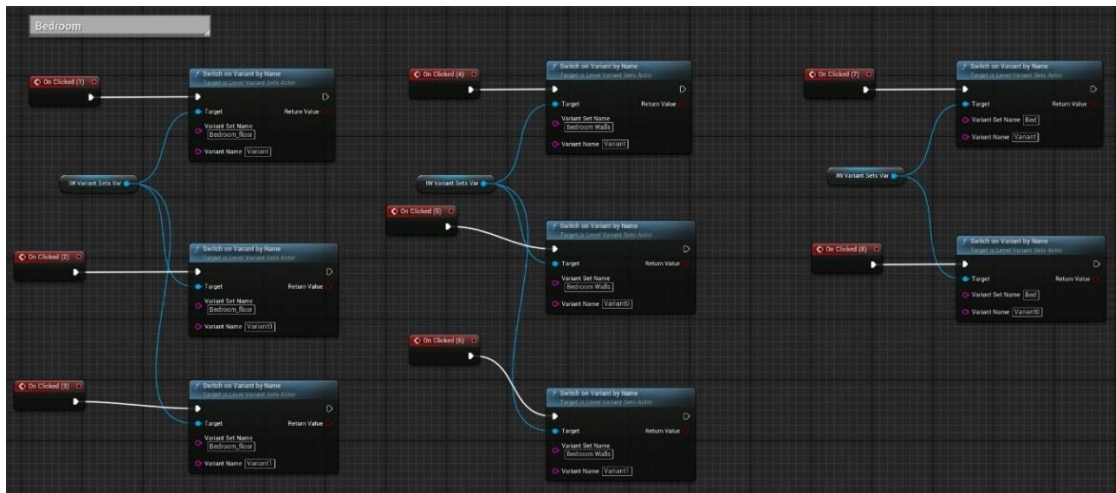 Bedroom
On Clicked (1)
Switch on Variant by Name
Target is Level Variant Sets Actor
Target
Return Value
Variant Set Name
Bedroom_floor
Variant Name Variant
IW Variant Sets Var
On Clicked (2)
Switch on Variant by Name
Target is Level Variant Sets Actor
Target
Return Value
Variant Set Name
Bedroom_floor
Variant Name Variant0
On Clicked (3)
Switch on Variant by Name
Target is Level Variant Sets Actor
Target
Return Value
Variant Set Name
Bedroom_floor
Variant Name Variant1
On Clicked (4)
Switch on Variant by Name
Target is Level Variant Sets Actor
Target
Return Value
Variant Set Name
Bedroom Walls
Variant Name Variant
IW Variant Sets Var
On Clicked (5)
Switch on Variant by Name
Target is Level Variant Sets Actor
Target
Return Value
Variant Set Name
Bedroom Walls
Variant Name Variant0
On Clicked (6)
Switch on Variant by Name
Target is Level Variant Sets Actor
Target
Return Value
Variant Set Name
Bedroom Walls
Variant Name Variant1
On Clicked (7)
Switch on Variant by Name
Target is Level Variant Sets Actor
Target
Return Value
Variant Set Name Bed
Variant Name Variant
IW Variant Sets Var
On Clicked (8)
Switch on Variant by Name
Target is Level Variant Sets Actor
Target
Return Value
Variant Set Name Bed
Variant Name Variant0